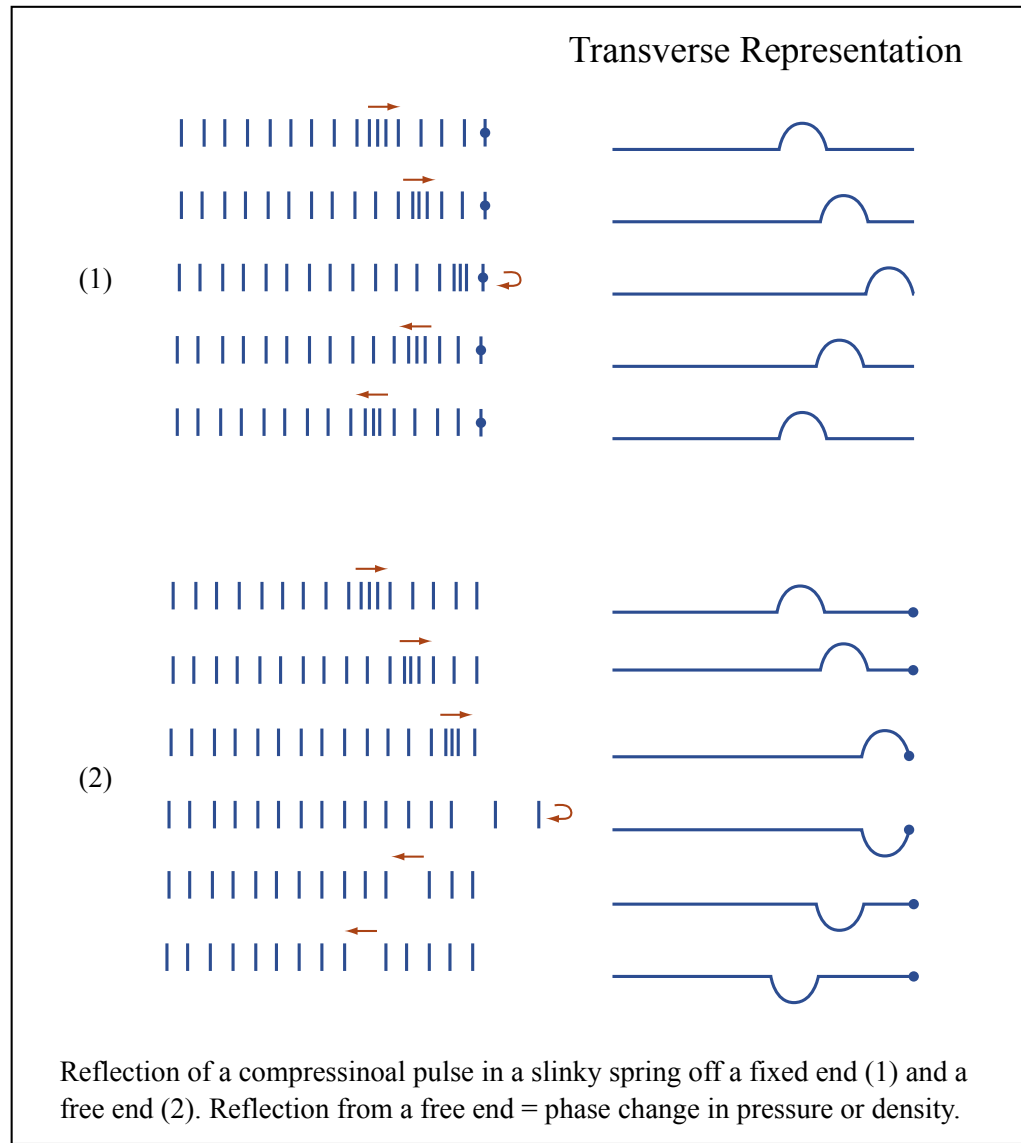 Transverse Representation
(1)
(2)
Reflection of a compressinoal pulse in a slinky spring off a fixed end (1) and a
free end (2). Reflection from a free end = phase change in pressure or density.